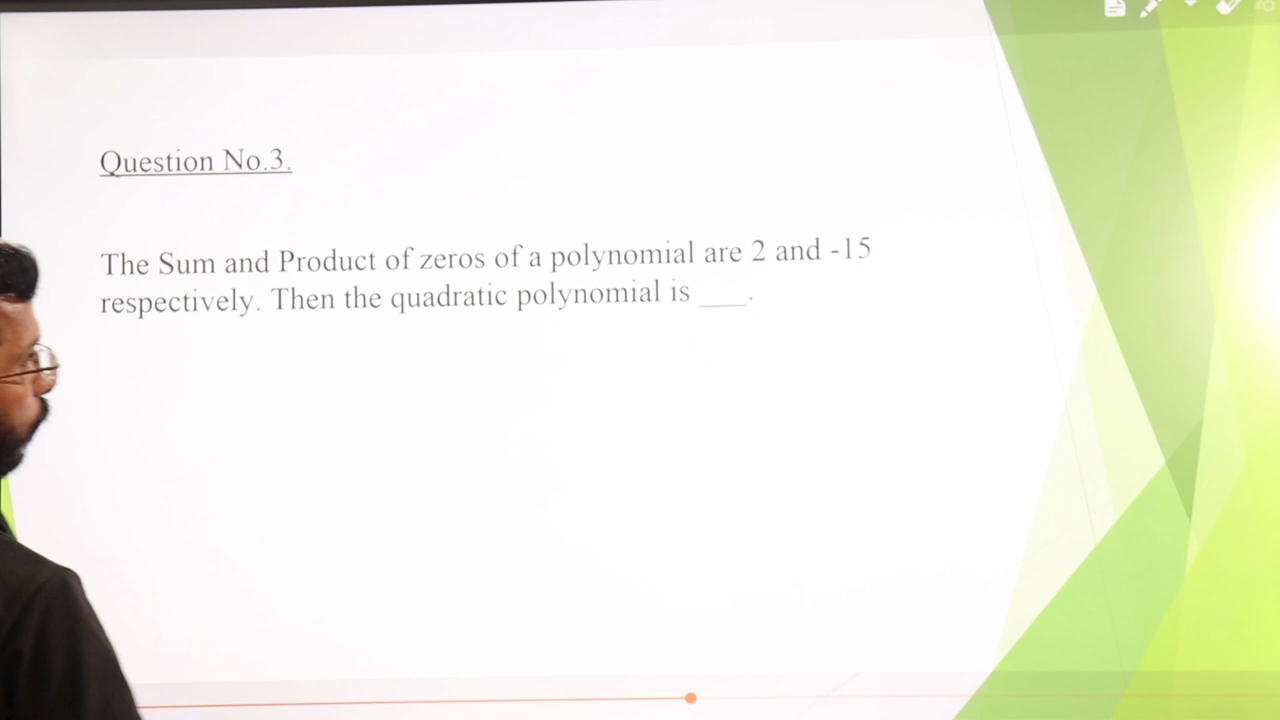 Question No.3.
The Sum and Product of zeros of a polynomial are 2 and -15
respectively. Then the quadratic polynomial is ____.